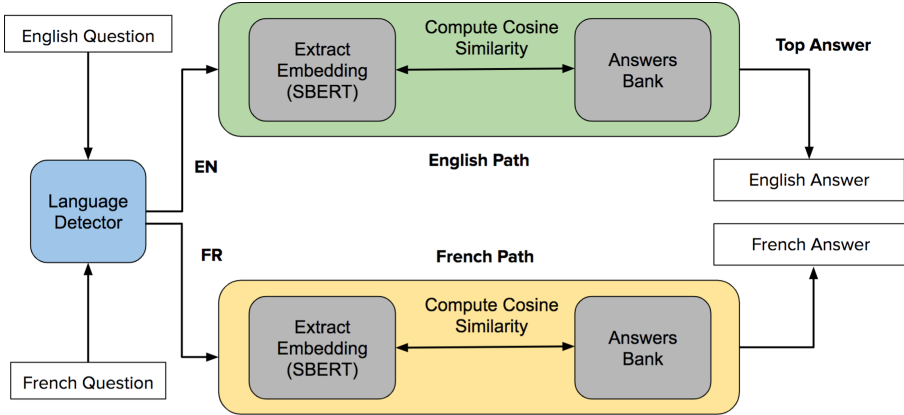 English Question
Extract
Embedding
(SBERT)
Compute Cosine
Similarity
Answers
Bank
Top Answer
EN
English Path
English Answer
Language
Detector
FR
French Path
French Answer
Extract
Embedding
(SBERT)
Compute Cosine
Similarity
Answers
Bank
French Question